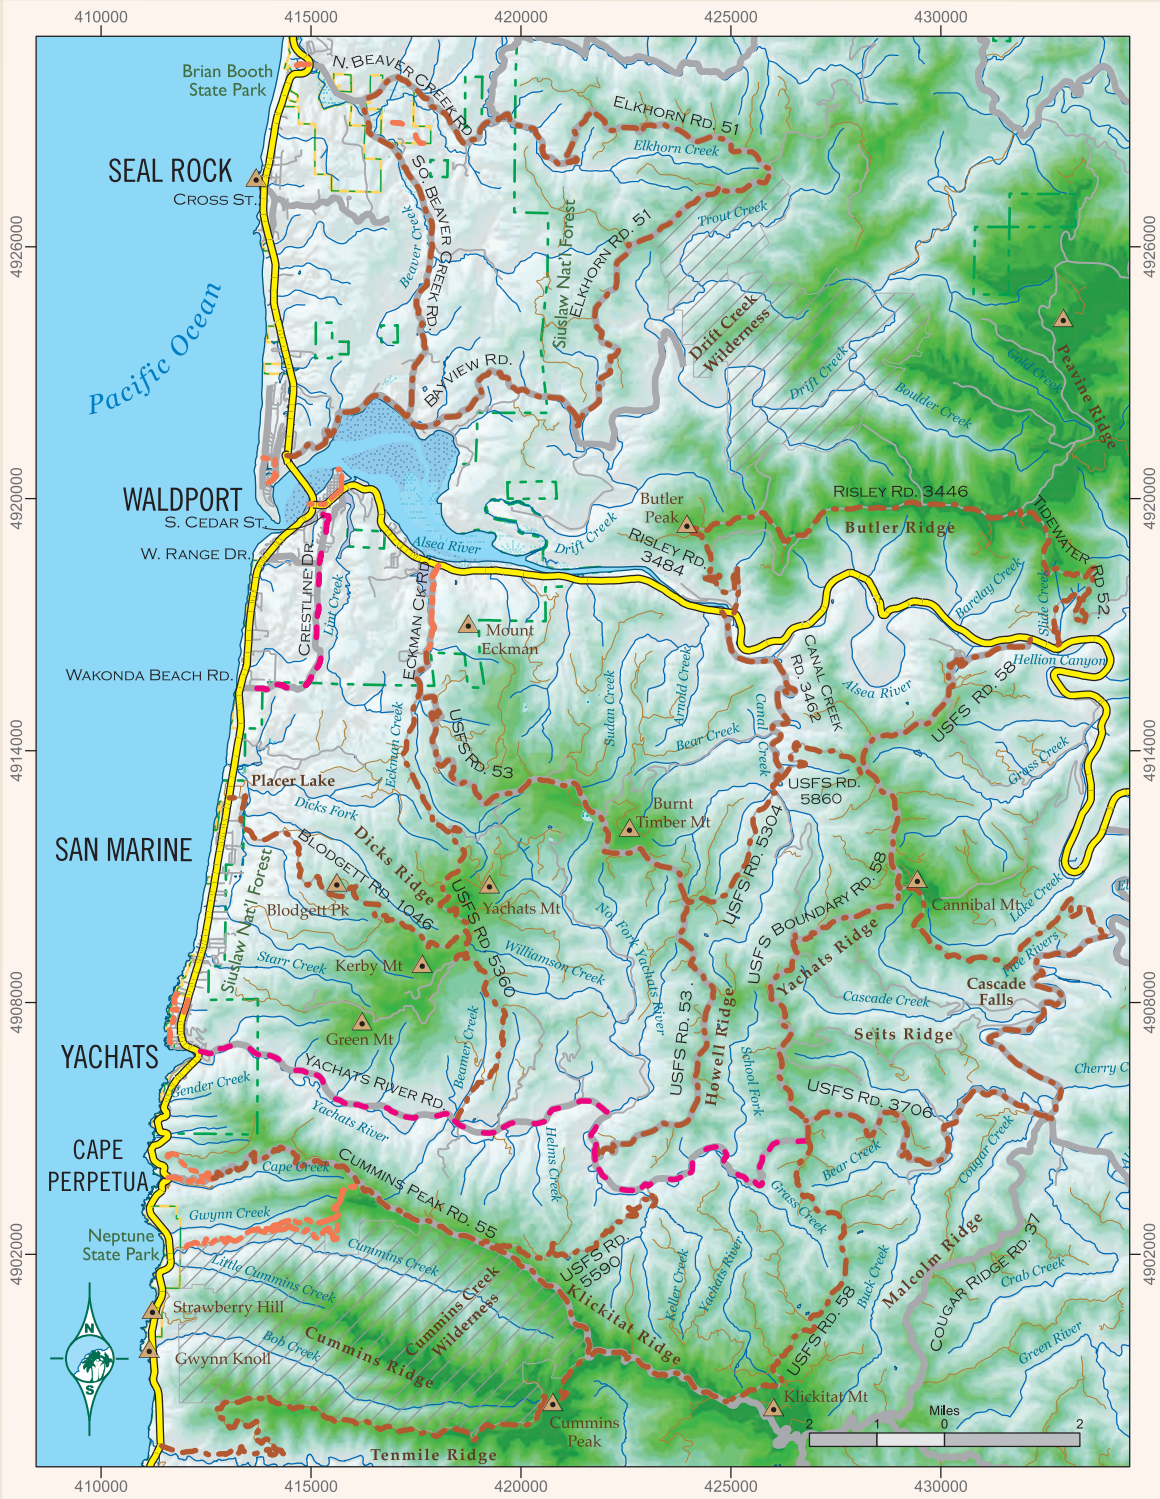 410000
415000
420000
425000
430000
4926000
4920000
4914000
4908000
4902000
4926000
4920000
4914000
4908000
4902000
Brian Booth
State Park
N. Beaver Creek Rd.
Elkhorn Rd. 51
Elkhorn Creek
SEAL ROCK
Cross St.
So. Beaver Creek Rd.
Beaver Creek
Siuslaw Nat'l Forest
Elkhorn Rd. 51
Trout Creek
Pacific Ocean
Drift Creek
Wilderness
Drift Creek
Boulder Creek
Gold Creek
Peavine Ridge
Bayview Rd.
WALDPORT
S. Cedar St.
W. Range Dr.
Alsea River
Drift Creek
Butler
Peak
Risley Rd. 3446
Butler Ridge
Risley Rd.
3484
Tidewater
Rd 52
Barclay Creek
Slide Creek
Crestline Dr.
Lint Creek
Eckman Ck Rd
Mount
Eckman
Wakonda Beach Rd.
Canal Creek
Rd. 3462
Alsea River
Hellion Canyon
USFS Rd. 58
Grass Creek
Sudan Creek
Arnold Creek
Bear Creek
Canal Creek
Eckman Creek
USFS Rd. 53
USFS Rd.
5860
Placer Lake
Dicks Fork
Dicks Ridge
Burnt
Timber Mt
SAN MARINE
Blodgett Rd. 1046
Blodgett Pk
Siuslaw Nat'l Forest
Yachats Mt
USFS Rd. 5304
USFS Boundary Rd. 58
Cannibal Mt
Lake Creek
Starr Creek
Kerby Mt
USFS Rd 5360
Williamson Creek
No. Fork Yachats River
Yachats Ridge
Five Rivers
Cascade
Falls
Cascade Creek
Green Mt
Seits Ridge
USFS Rd. 53
Howell Ridge
YACHATS
Yachats River Rd.
Yachats River
Beamer Creek
School Fork
Cherry C
Gender Creek
USFS Rd. 3706
Helms Creek
Bear Creek
Cougar Creek
CAPE
PERPETUA
Cape Creek
Cummins Peak Rd. 55
Grass Creek
Gwynn Creek
Neptune
State Park
Cummins Creek
Little Cummins Creek
USFS Rd.
5590
Keller Creek
Yachats River
Buck Creek
Malcolm Ridge
Cougar Ridge Rd. 37
Crab Creek
Green River
Strawberry Hill
Gwynn Knoll
Bob Creek
Cummins Ridge
Cummins Creek
Wilderness
Klickitat Ridge
USFS Rd. 58
Klickitat Mt
Cummins
Peak
Tenmile Ridge
N
S
Miles
2
1
0
2
410000
415000
420000
425000
430000